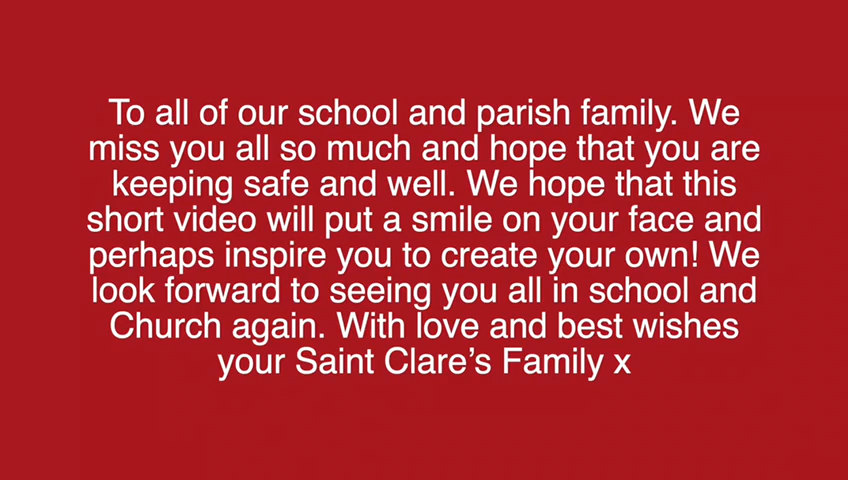 To all of our school and parish family. We
miss you all so much and hope that you are
keeping safe and well. We hope that this
short video will put a smile on your face and
perhaps inspire you to create your own! We
look forward to seeing you all in school and
Church again. With love and best wishes
your Saint Clare’s Family x